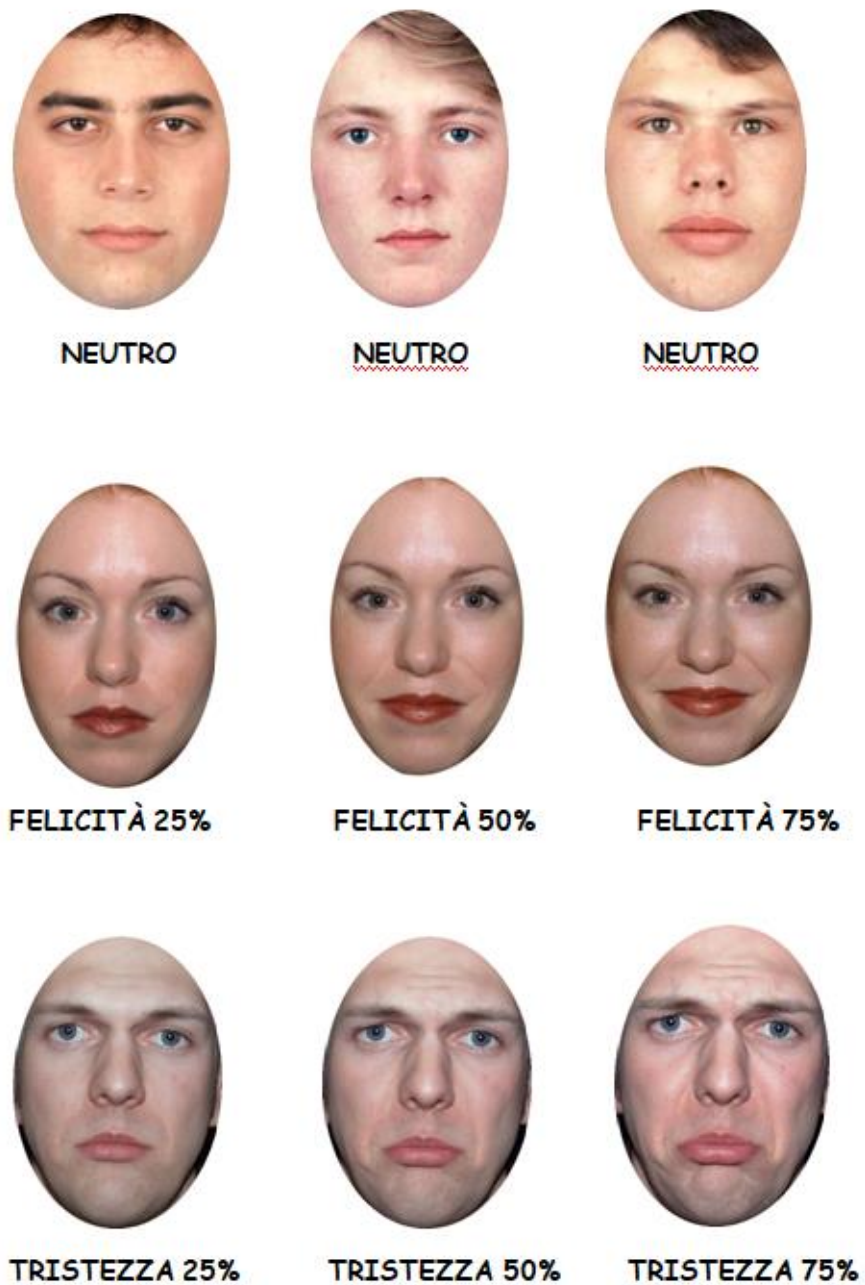 NEUTRO NEUTRO NEUTRO
FELICITÀ 25% FELICITÀ 50% FELICITÀ 75%
TRISTEZZA 25% TRISTEZZA 50% TRISTEZZA 75%